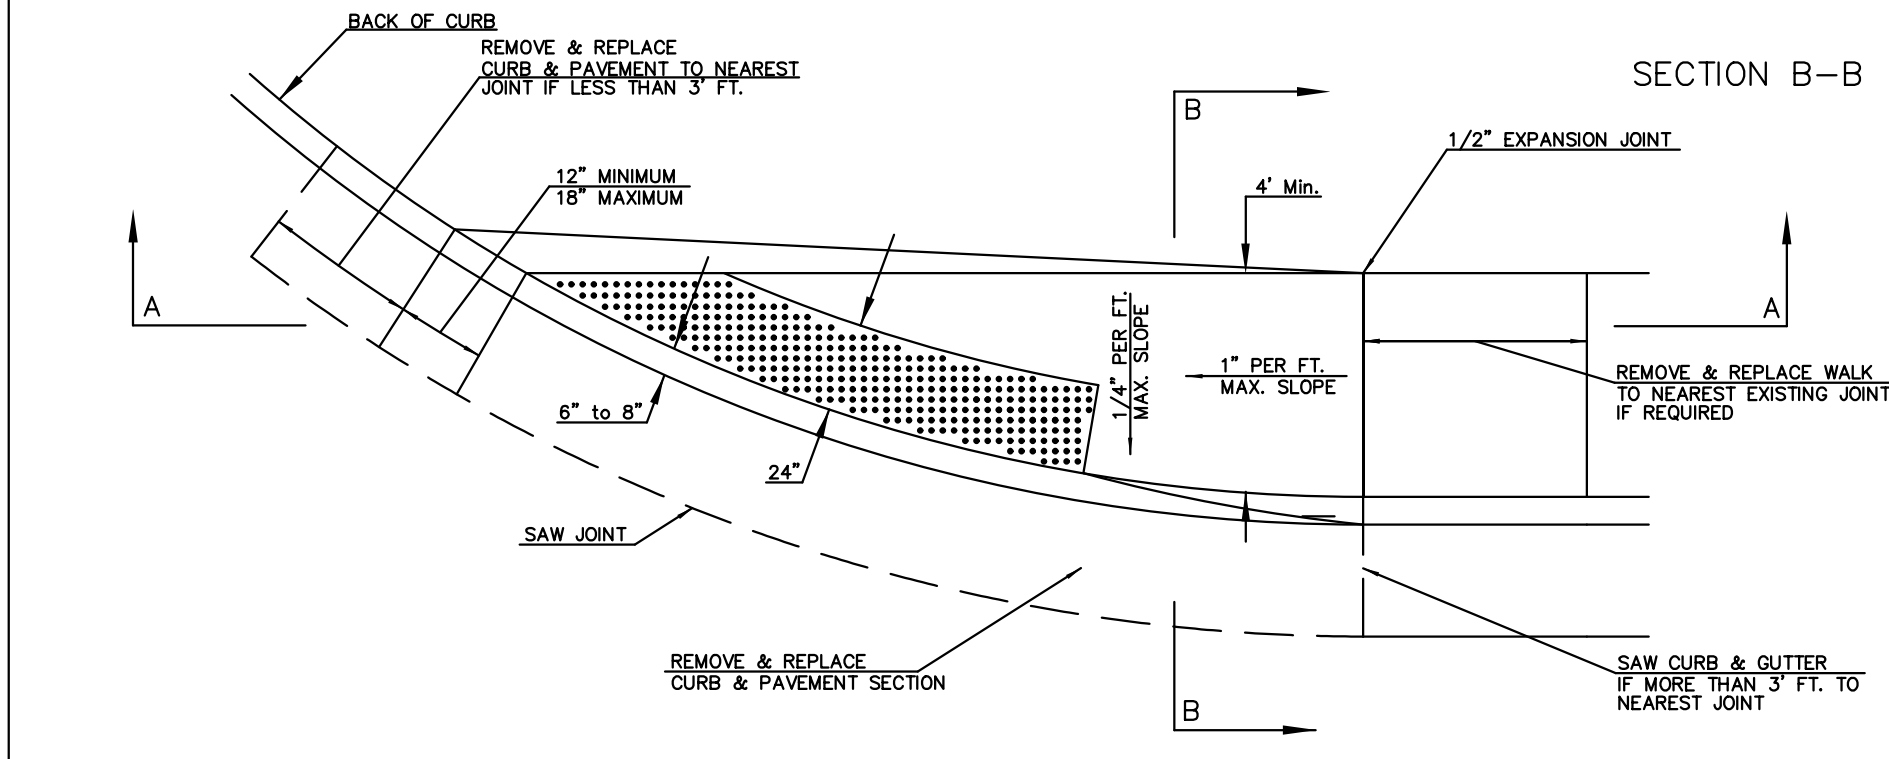 BACK OF CURB
REMOVE & REPLACE
CURB & PAVEMENT TO NEAREST
JOINT IF LESS THAN 3' FT.
SECTION B-B
B
1/2" EXPANSION JOINT
12" MINIMUM
18" MAXIMUM
4' Min.
A
A
1/4" PER FT.
MAX. SLOPE
1" PER FT.
MAX. SLOPE
REMOVE & REPLACE WALK
TO NEAREST EXISTING JOINT
IF REQUIRED
6" to 8"
24"
SAW JOINT
REMOVE & REPLACE
CURB & PAVEMENT SECTION
SAW CURB & GUTTER
IF MORE THAN 3' FT. TO
NEAREST JOINT
B